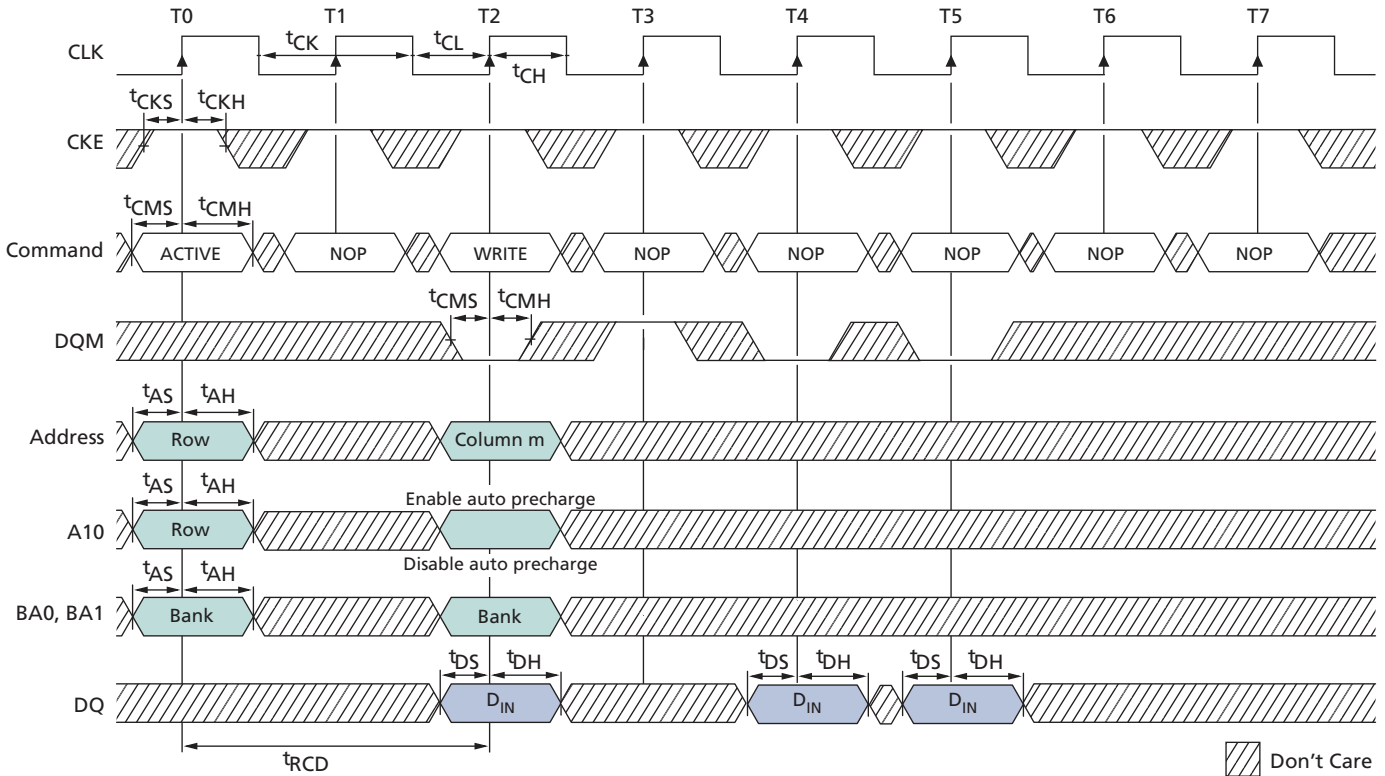 T0 T1 T2 T3 T4 T5 T6 T7
CLK tCK tCL
tCH
tCKS tCKH
CKE
tCMS tCMH
Command ACTIVE NOP WRITE NOP NOP NOP NOP NOP
tCMS tCMH
DQM
tAS tAH
Address Row Column m
tAS tAH Enable auto precharge
A10 Row
Disable auto precharge
tAS tAH
BA0, BA1 Bank Bank
tDS tDH tDS tDH tDS tDH
DQ DIN DIN DIN
tRCD
Don't Care